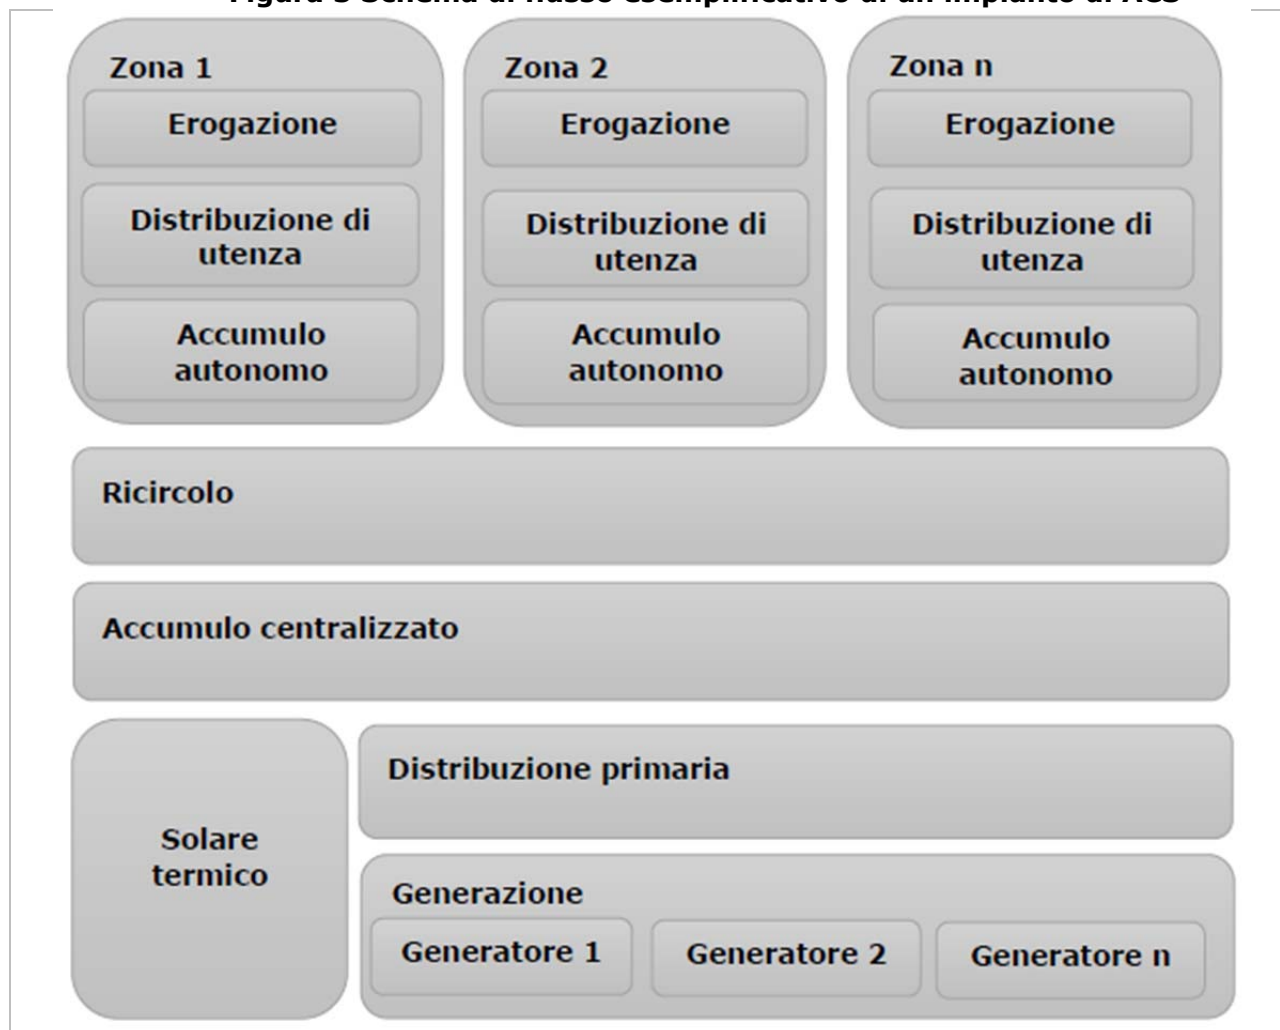 Zona 1
Erogazione
Distribuzione di
utenza
Accumulo
autonomo
Zona 2
Erogazione
Distribuzione di
utenza
Accumulo
autonomo
Zona n
Erogazione
Distribuzione di
utenza
Accumulo
autonomo
Ricircolo
Accumulo centralizzato
Solare
termico
Distribuzione primaria
Generazione
Generatore 1
Generatore 2
Generatore n